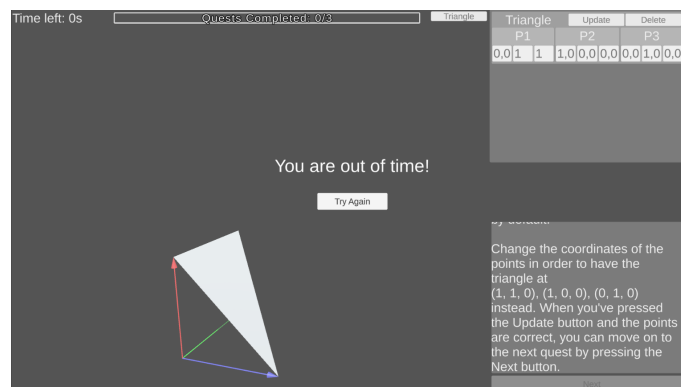 Time left: 0s
Quests Completed: 0/3
Triangle
Triangle Update Delete
P1 P2 P3
0,0 1 1 1,0 0,0 0,0 0,0 1,0 0,0
You are out of time!
Try Again
by default.
Change the coordinates of the
points in order to have the
triangle at
(1, 1, 0), (1, 0, 0), (0, 1, 0)
instead. When you've pressed
the Update button and the points
are correct, you can move on to
the next quest by pressing the
Next button.
Next